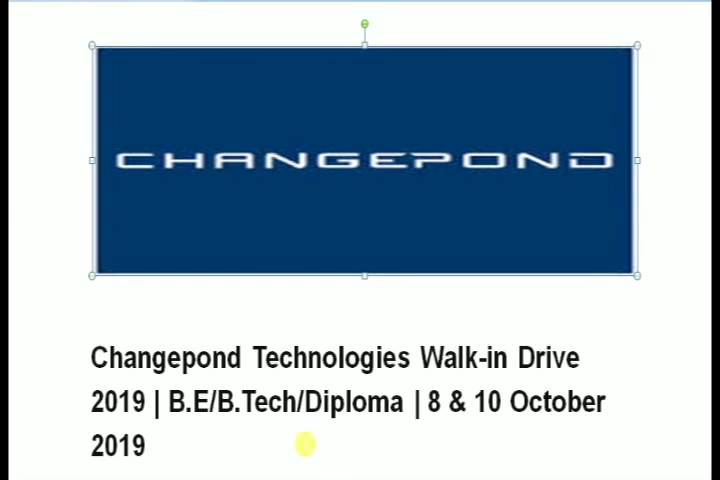 CHANGEPOND
Changepond Technologies Walk-in Drive
2019 | B.E/B.Tech/Diploma | 8 & 10 October
2019